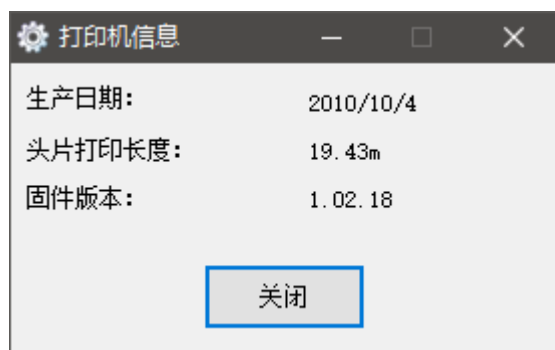 打印机信息
生产日期: 2010/10/4
头片打印长度: 19.43m
固件版本: 1.02.18
关闭